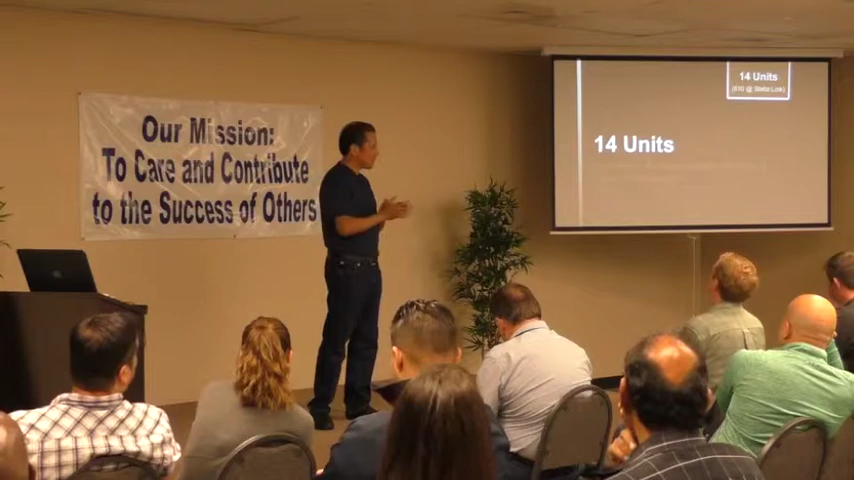 Our Mission:
To Care and Contribute
to the Success of Others
14 Units
14 Units